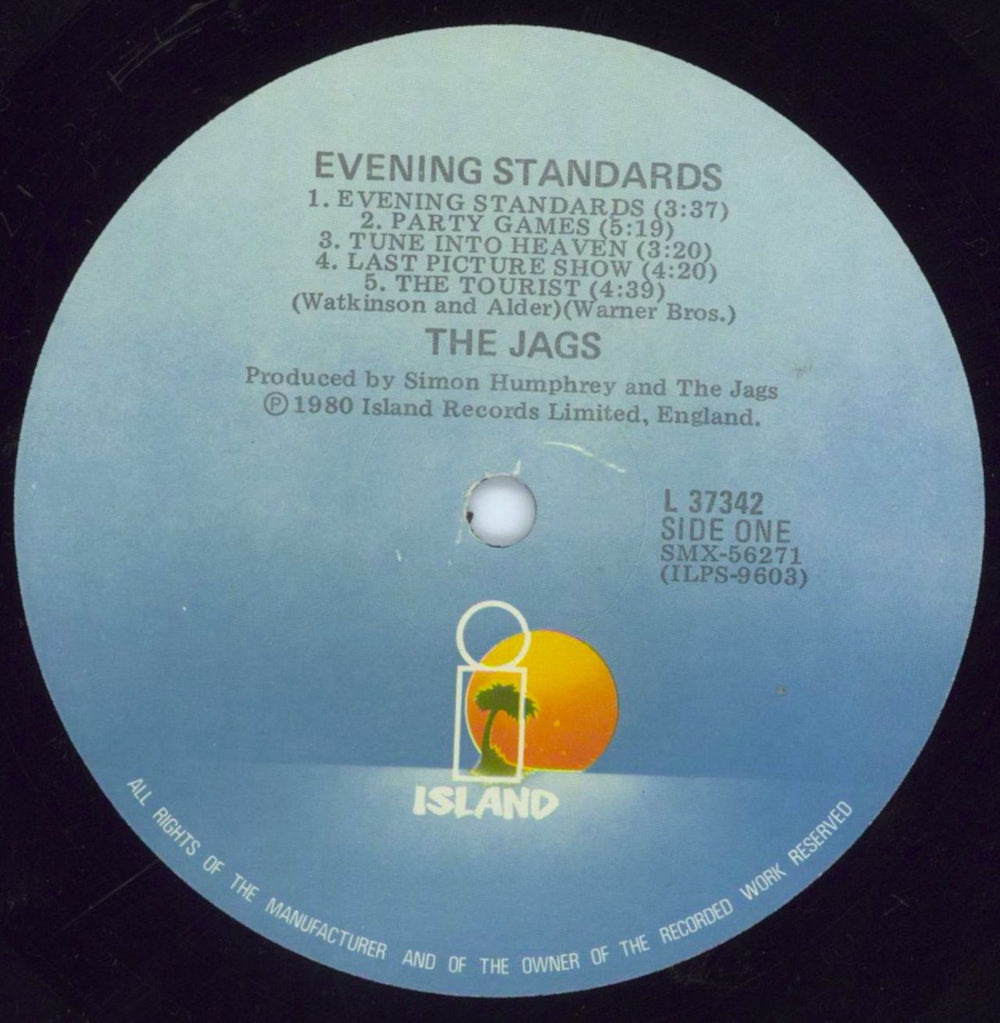 EVENING STANDARDS
1. EVENING STANDARDS (3:37)
2. PARTY GAMES (5:19)
3. TUNE INTO HEAVEN (3:20)
4. LAST PICTURE SHOW (4:20)
5. THE TOURIST (4:39)
(Watkinson and Alder)(Warner Bros.)
THE JAGS
Produced by Simon Humphrey and The Jags
Ⓟ 1980 Island Records Limited, England.
L 37342
SIDE ONE
SMX-56271
(ILPS-9603)
i
ISLAND
ALL RIGHTS OF THE MANUFACTURER AND OF THE OWNER OF THE RECORDED WORK RESERVED